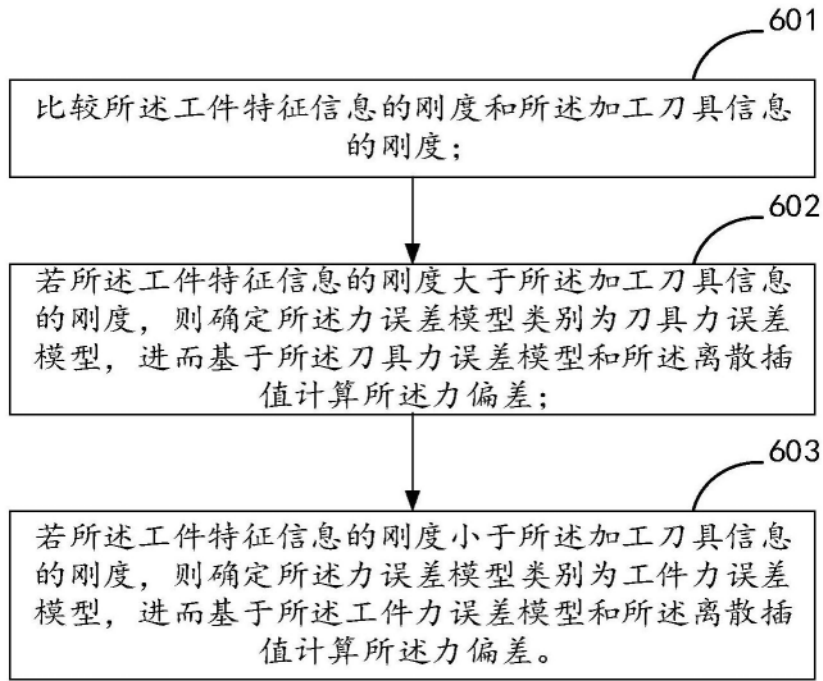 601
比较所述工件特征信息的刚度和所述加工刀具信息
的刚度;
602
若所述工件特征信息的刚度大于所述加工刀具信息
的刚度，则确定所述力误差模型类别为刀具力误差
模型，进而基于所述刀具力误差模型和所述离散插
值计算所述力偏差;
603
若所述工件特征信息的刚度小于所述加工刀具信息
的刚度，则确定所述力误差模型类别为工件力误差
模型，进而基于所述工件力误差模型和所述离散插
值计算所述力偏差。